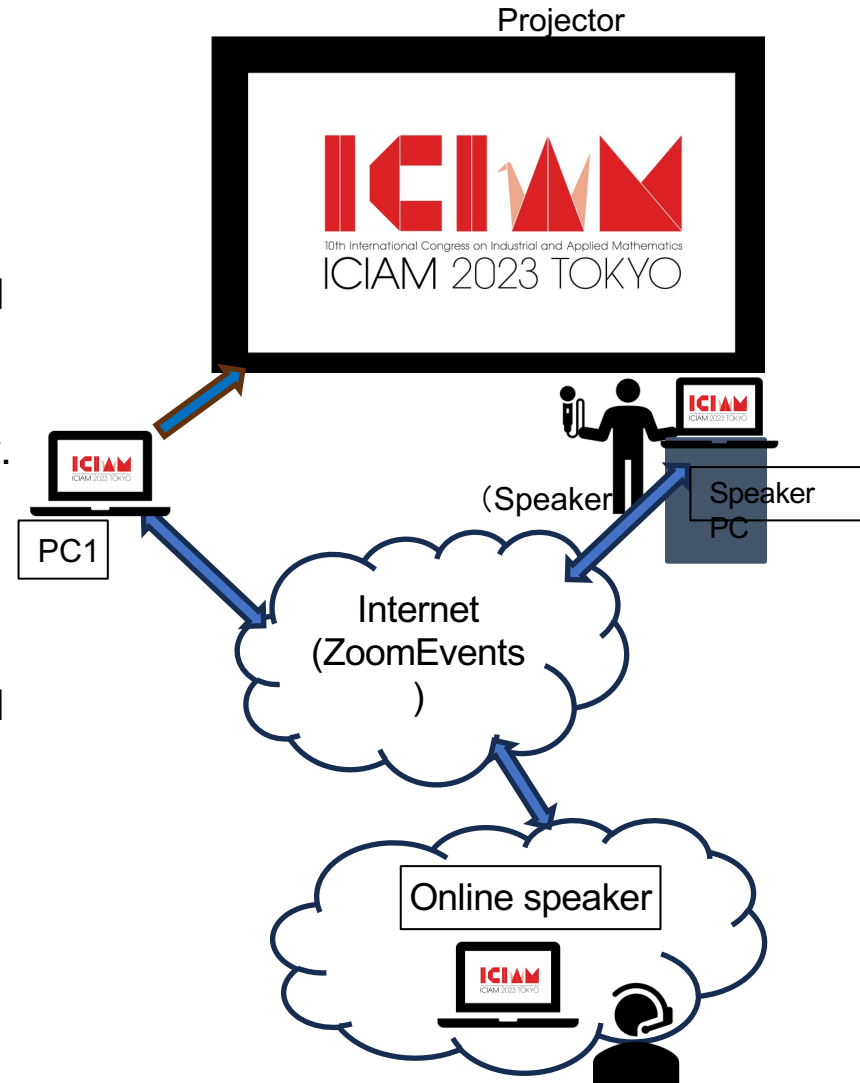 Projector
ICIAM
10th International Congress on Industrial and Applied Mathematics
ICIAM 2023 TOKYO
ICIAM
ICIAM 2023 TOKYO
ICIAM
ICIAM 2023 TOKYO
.
PC1
（Speaker
Speaker
PC
Internet
(ZoomEvents
)
Online speaker
ICIAM
ICIAM 2023 TOKYO